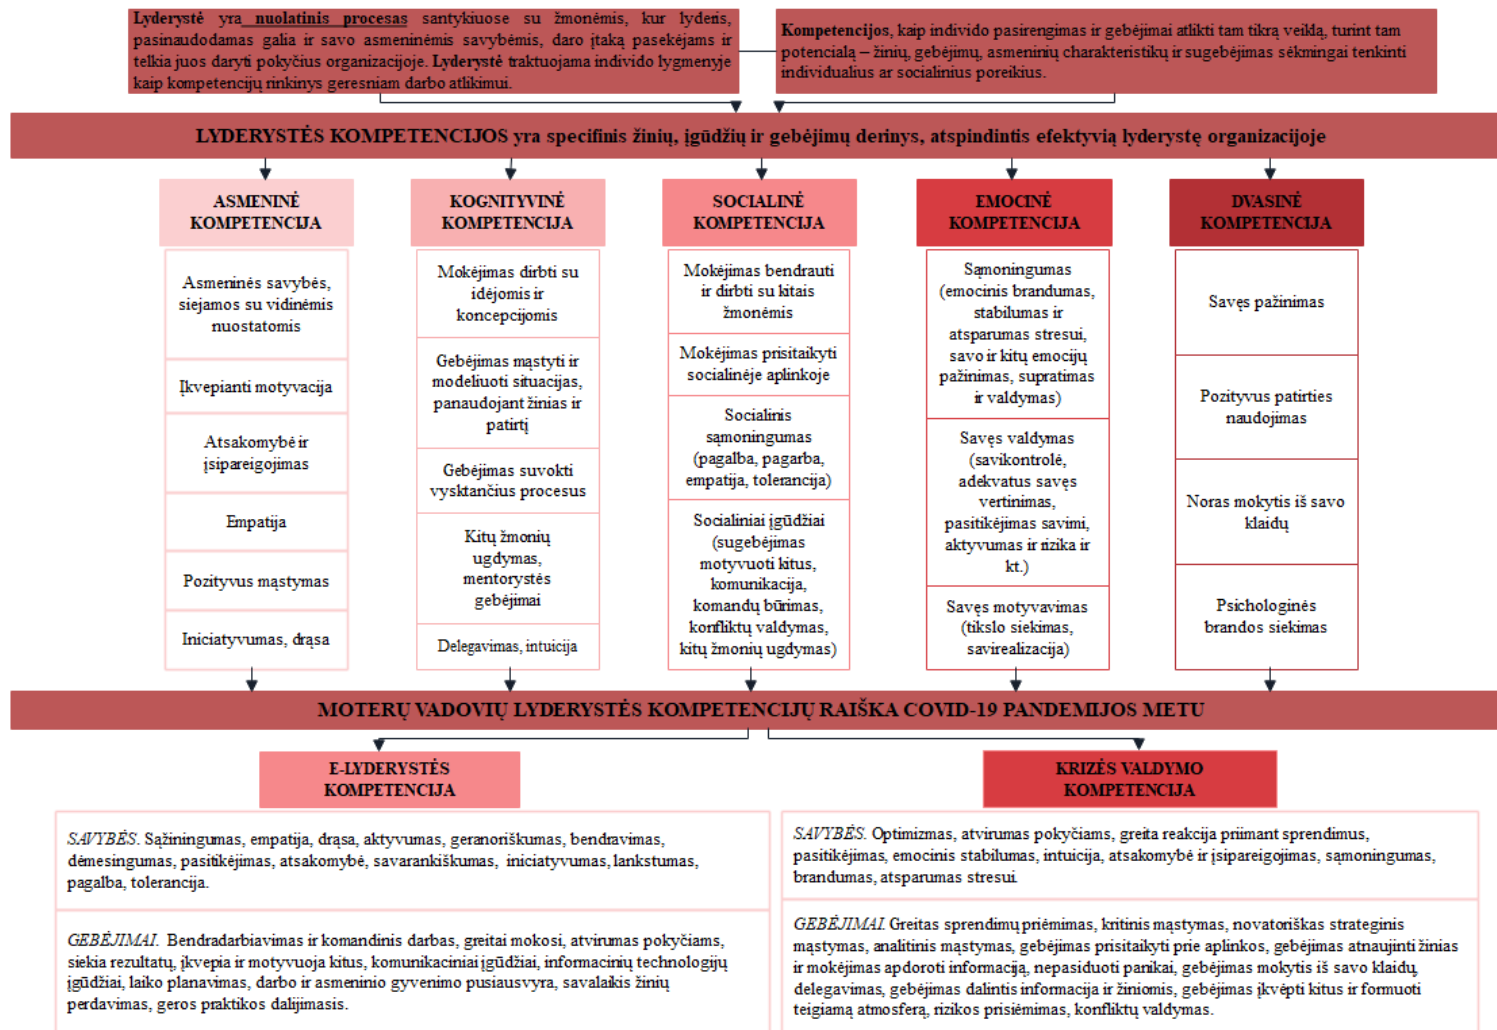 Lyderystė yra nuolatinis procesas santykiuose su žmonėmis, kur lyderis,
pasinaudodamas galia ir savo asmeninėmis savybėmis, daro įtaką pasekėjams ir
telkia juos daryti pokyčius organizacijoje. Lyderystė traktuojama individo lygmenyje
kaip kompetencijų rinkinys geresniam darbo atlikimui.
Kompetencijos, kaip individo pasirengimas ir gebėjimai atlikti tam tikrą veiklą, turint tam
potencialą – žinių, gebėjimų, asmeninių charakteristikų ir sugebėjimas sėkmingai tenkinti
individualius ar socialinius poreikius.
LYDERYSTĖS KOMPETENCIJOS yra specifinis žinių, įgūdžių ir gebėjimų derinys, atspindintis efektyvią lyderystę organizacijoje
ASMENINĖ
KOMPETENCIJA
Asmeninės savybės,
siejamos su vidinėmis
nuostatomis
Įkvepianti motyvacija
Atsakomybė ir
įsipareigojimas
Empatija
Pozityvus mąstymas
Iniciatyvumas, drąsa
KOGNITYVINĖ
KOMPETENCIJA
Mokėjimas dirbti su
idėjomis ir
koncepcijomis
Gebėjimas mąstyti ir
modeliuoti situacijas,
panaudojant žinias ir
patirtį
Gebėjimas suvokti
vysktančius procesus
Kitų žmonių
ugdymas,
mentorystės
gebėjimai
Delegavimas, intuicija
SOCIALINĖ
KOMPETENCIJA
Mokėjimas bendrauti
ir dirbti su kitais
žmonėmis
Mokėjimas prisitaikyti
socialinėje aplinkoje
Socialinis
sąmoningumas
(pagalba, pagarba,
empatija, tolerancija)
Socialiniai įgūdžiai
(sugebėjimas
motyvuoti kitus,
komunikacija,
komandų būrimas,
konfliktų valdymas,
kitų žmonių ugdymas)
EMOCINĖ
KOMPETENCIJA
Sąmoningumas
(emocinis brandumas,
stabilumas ir
atsparumas stresui,
savo ir kitų emocijų
pažinimas, supratimas
ir valdymas)
Savęs valdymas
(savikontrolė,
adekvatus savęs
vertinimas,
pasitikėjimas savimi,
aktyvumas ir rizika ir
kt.)
Savęs motyvavimas
(tikslo siekimas,
savirealizacija)
DVASINĖ
KOMPETENCIJA
Savęs pažinimas
Pozityvus patirties
naudojimas
Noras mokytis iš savo
klaidų
Psichologinės
brandos siekimas
MOTERŲ VADOVIŲ LYDERYSTĖS KOMPETENCIJŲ RAIŠKA COVID-19 PANDEMIJOS METU
E-LYDERYSTĖS
KOMPETENCIJA
SAVYBĖS. Sąžiningumas, empatija, drąsa, aktyvumas, geranoriškumas, bendravimas,
dėmesingumas, pasitikėjimas, atsakomybė, savarankiškumas, iniciatyvumas, lankstumas,
pagalba, tolerancija.
GEBĖJIMAI. Bendradarbiavimas ir komandinis darbas, greitai mokosi, atvirumas pokyčiams,
siekia rezultatų, įkvepia ir motyvuoja kitus, komunikaciniai įgūdžiai, informacinių technologijų
įgūdžiai, laiko planavimas, darbo ir asmeninio gyvenimo pusiausvyra, savalaikis žinių
perdavimas, geros praktikos dalijimasis.
KRIZĖS VALDYMO
KOMPETENCIJA
SAVYBĖS. Optimizmas, atvirumas pokyčiams, greita reakcija priimant sprendimus,
pasitikėjimas, emocinis stabilumas, intuicija, atsakomybė ir įsipareigojimas, sąmoningumas,
brandumas, atsparumas stresui.
GEBĖJIMAI. Greitas sprendimų priėmimas, kritinis mąstymas, novatoriškas strateginis
mąstymas, analitinis mąstymas, gebėjimas prisitaikyti prie aplinkos, gebėjimas atnaujinti žinias
ir mokėjimas apdoroti informaciją, nepasiduoti panikai, gebėjimas mokytis iš savo klaidų,
delegavimas, gebėjimas dalintis informacija ir žiniomis, gebėjimas įkvėpti kitus ir formuoti
teigiamą atmosferą, rizikos prisiėmimas, konfliktų valdymas.